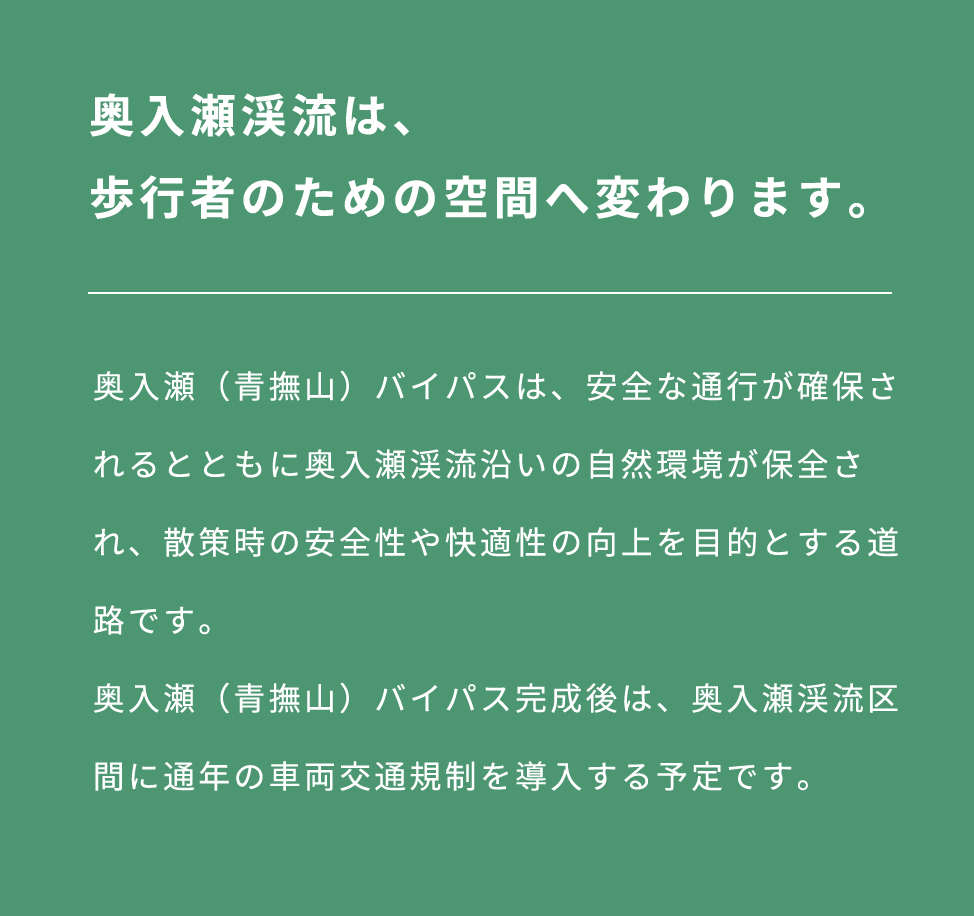 奥入瀬渓流は、
歩行者のための空間へ変わります。
奥入瀬（青撫山）バイパスは、安全な通行が確保さ
れるとともに奥入瀬渓流沿いの自然環境が保全さ
れ、散策時の安全性や快適性の向上を目的とする道
路です。
奥入瀬（青撫山）バイパス完成後は、奥入瀬渓流区
間に通年の車両交通規制を導入する予定です。